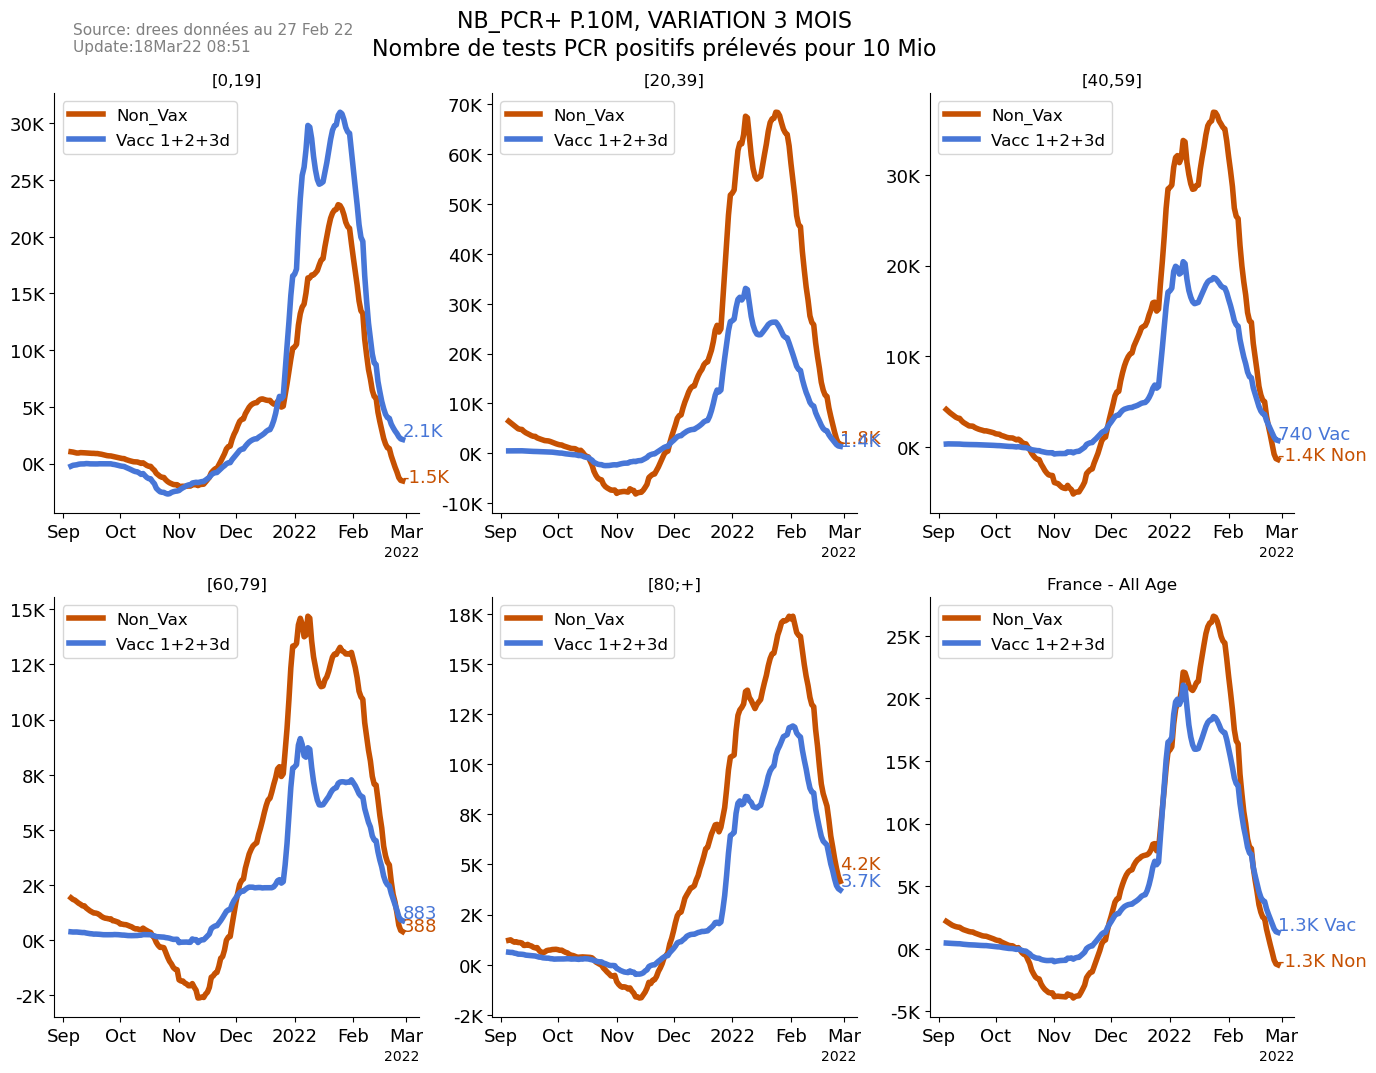 Source: drees données au 27 Feb 22
Update:18Mar22 08:51
NB_PCR+ P.10M, VARIATION 3 MOIS
Nombre de tests PCR positifs prélevés pour 10 Mio
[0,19]
Non_Vax
Vacc 1+2+3d
30K
25K
20K
15K
10K
5K
0K
2.1K
-1.5K
Sep Oct Nov Dec 2022 Feb Mar
2022
[20,39]
Non_Vax
Vacc 1+2+3d
70K
60K
50K
40K
30K
20K
10K
0K
-10K
1.8K
1.4K
Sep Oct Nov Dec 2022 Feb Mar
2022
[40,59]
Non_Vax
Vacc 1+2+3d
30K
20K
10K
0K
740 Vac
-1.4K Non
Sep Oct Nov Dec 2022 Feb Mar
2022
[60,79]
Non_Vax
Vacc 1+2+3d
15K
12K
10K
8K
5K
2K
0K
-2K
883
388
Sep Oct Nov Dec 2022 Feb Mar
2022
[80;+]
Non_Vax
Vacc 1+2+3d
18K
15K
12K
10K
8K
5K
2K
0K
-2K
4.2K
3.7K
Sep Oct Nov Dec 2022 Feb Mar
2022
France - All Age
Non_Vax
Vacc 1+2+3d
25K
20K
15K
10K
5K
0K
-5K
1.3K Vac
-1.3K Non
Sep Oct Nov Dec 2022 Feb Mar
2022